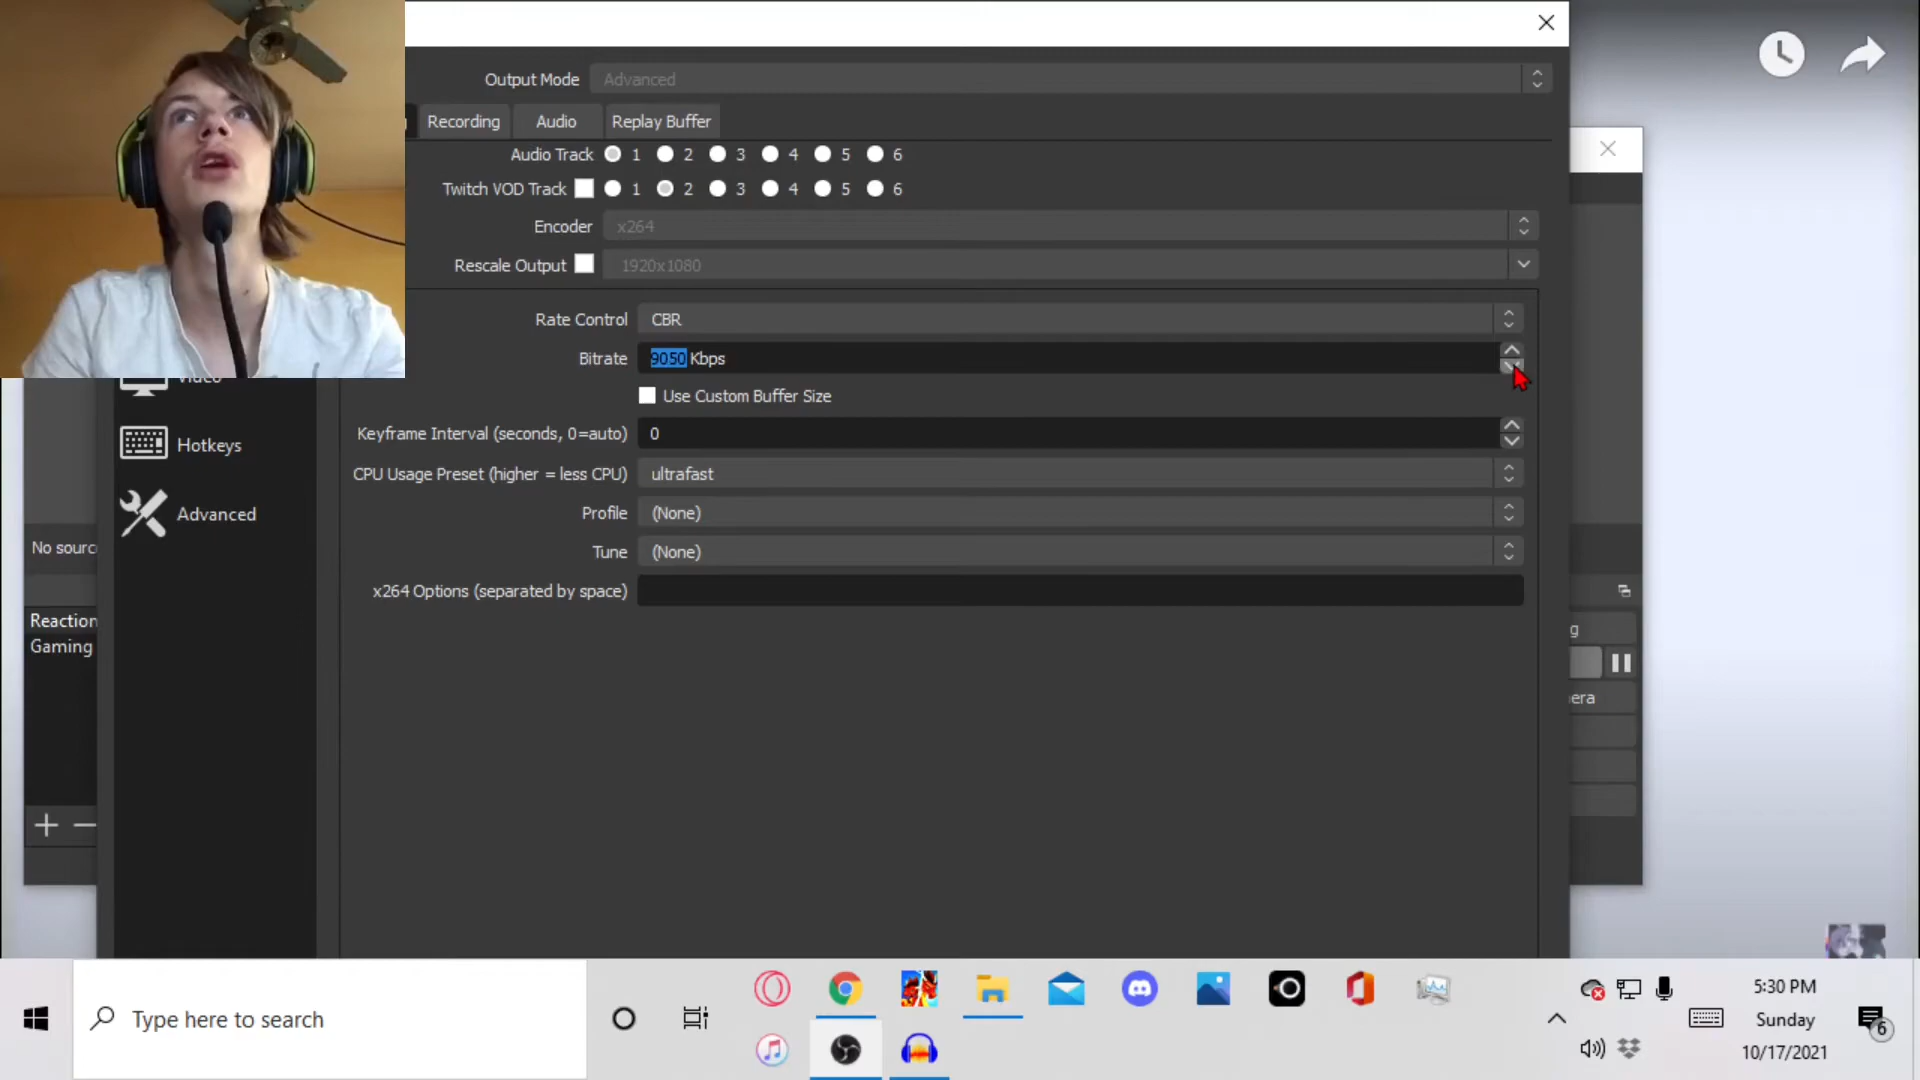 Output Mode Advanced
Recording Audio Replay Buffer
Audio Track 1 2 3 4 5 6
Twitch VOD Track 1 2 3 4 5 6
Encoder x264
Rescale Output 1920x1080
Rate Control CBR
Bitrate 9050 Kbps
Use Custom Buffer Size
Keyframe Interval (seconds, 0=auto) 0
CPU Usage Preset (higher = less CPU) ultrafast
Profile (None)
Tune (None)
x264 Options (separated by space)
Video
Hotkeys
Advanced
No sourc
Reaction
Gaming
g
era
Type here to search
5:30 PM
Sunday
10/17/2021
6